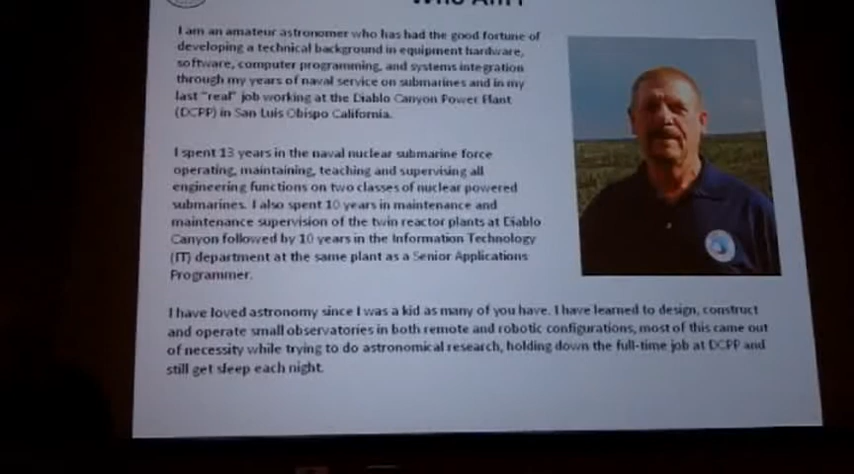 Who Am I
I am an amateur astronomer who has had the good fortune of
developing a technical background in equipment hardware,
software, computer programming, and systems integration
through my years of naval service on submarines and in my
last "real" job working at the Diablo Canyon Power Plant
(DCPP) in San Luis Obispo California.
I spent 13 years in the naval nuclear submarine force
operating, maintaining, teaching and supervising all
engineering functions on two classes of nuclear powered
submarines. I also spent 10 years in maintenance and
maintenance supervision of the twin reactor plants at Diablo
Canyon followed by 10 years in the Information Technology
(IT) department at the same plant as a Senior Applications
Programmer.
I have loved astronomy since I was a kid as many of you have. I have learned to design, construct
and operate small observatories in both remote and robotic configurations, most of this came out
of necessity while trying to do astronomical research, holding down the full-time job at DCPP and
still get sleep each night.